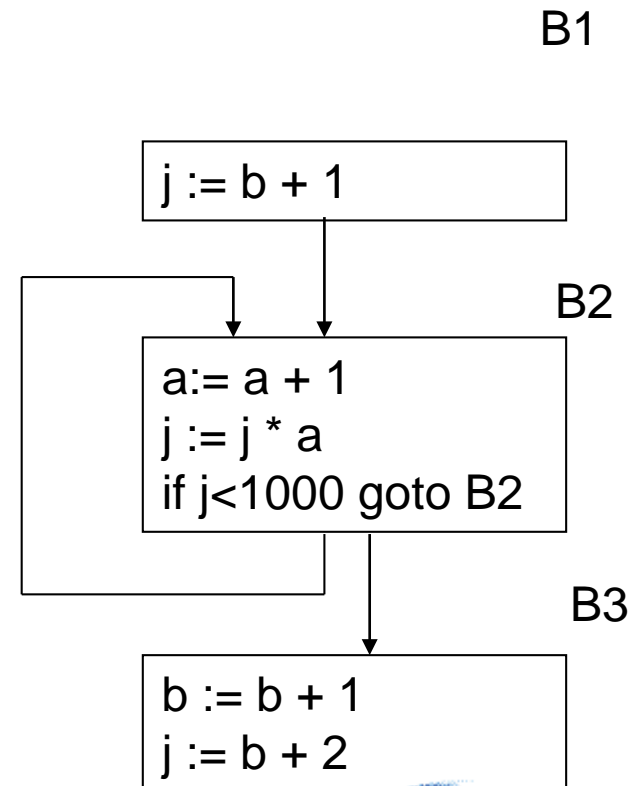 B1
j := b + 1
B2
a:= a + 1
j := j * a
if j<1000 goto B2
B3
b := b + 1
j := b + 2